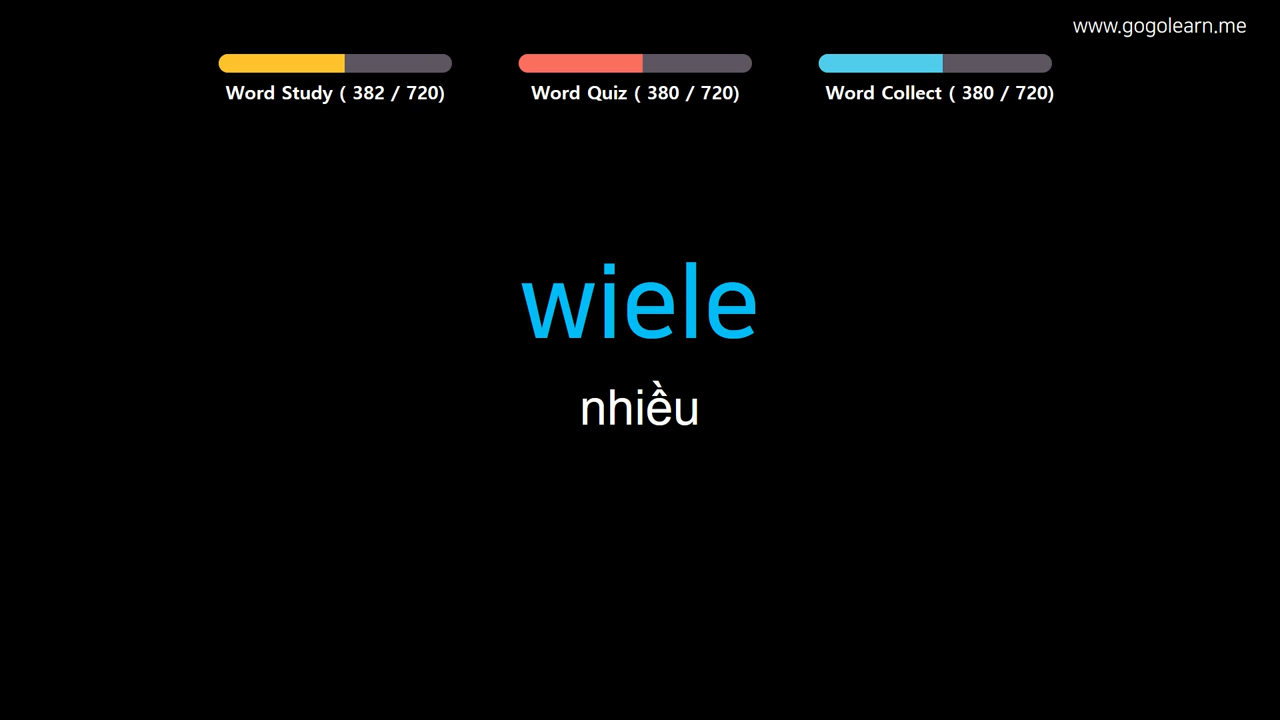 www.gogolearn.me
Word Study ( 382 / 720)
Word Quiz ( 380 / 720)
Word Collect ( 380 / 720)
wiele
nhiều